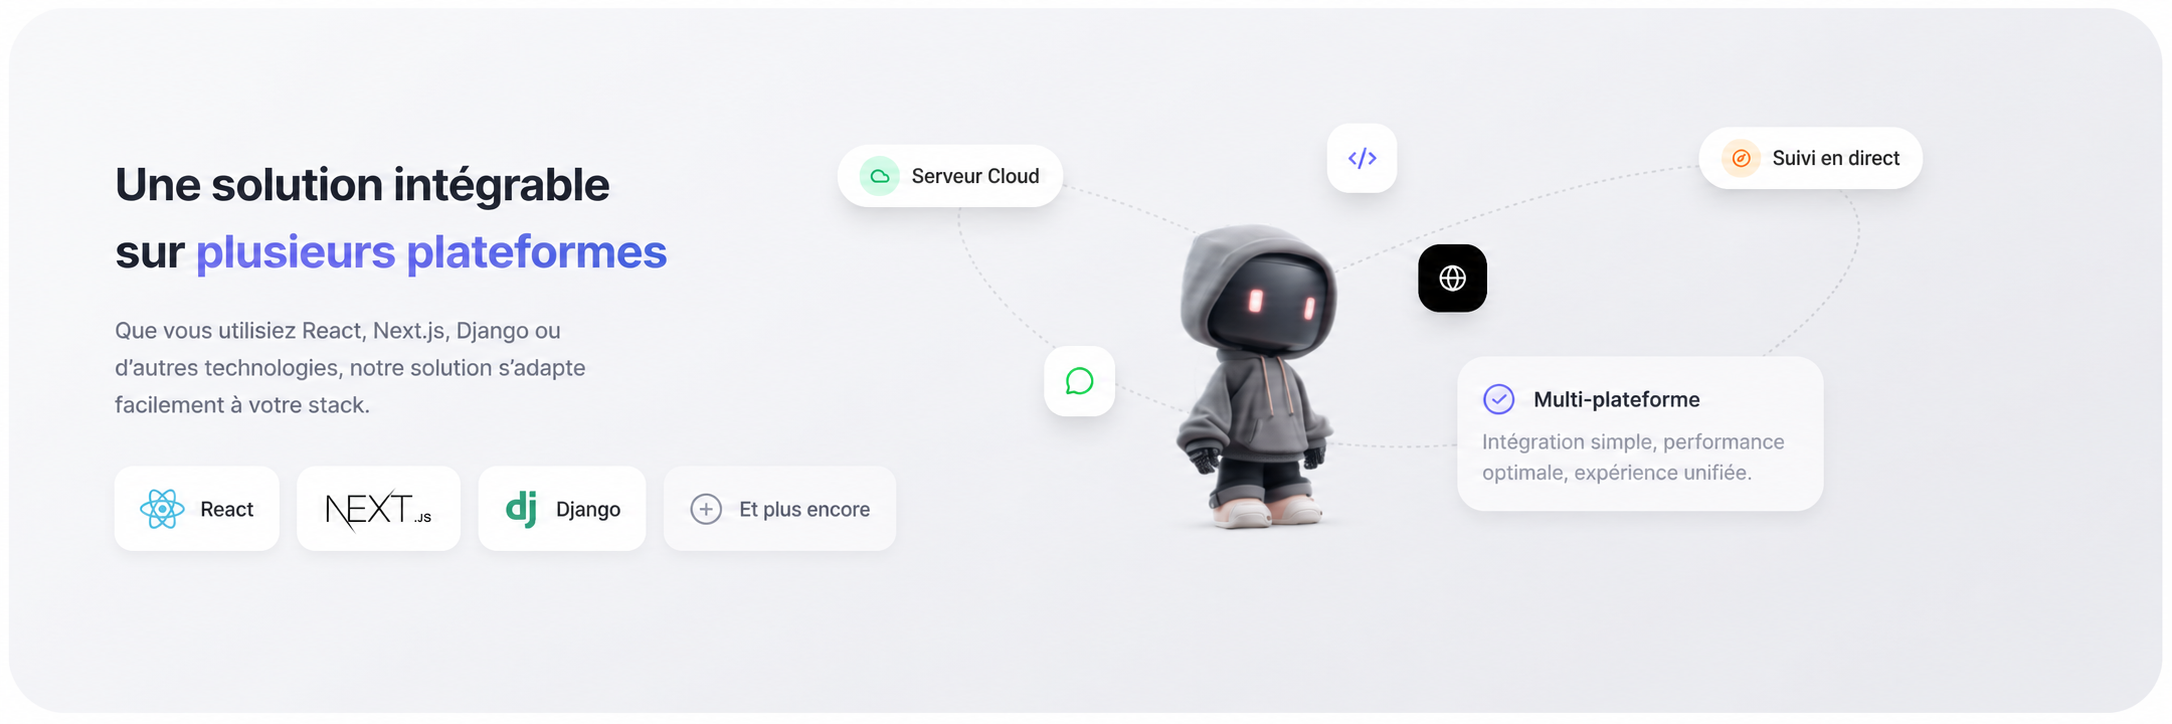 Une solution intégrable
sur plusieurs plateformes
Que vous utilisiez React, Next.js, Django ou
d’autres technologies, notre solution s’adapte
facilement à votre stack.
React
NEXT.JS
dj Django
Et plus encore
Serveur Cloud
</>
Suivi en direct
Multi-plateforme
Intégration simple, performance
optimale, expérience unifiée.